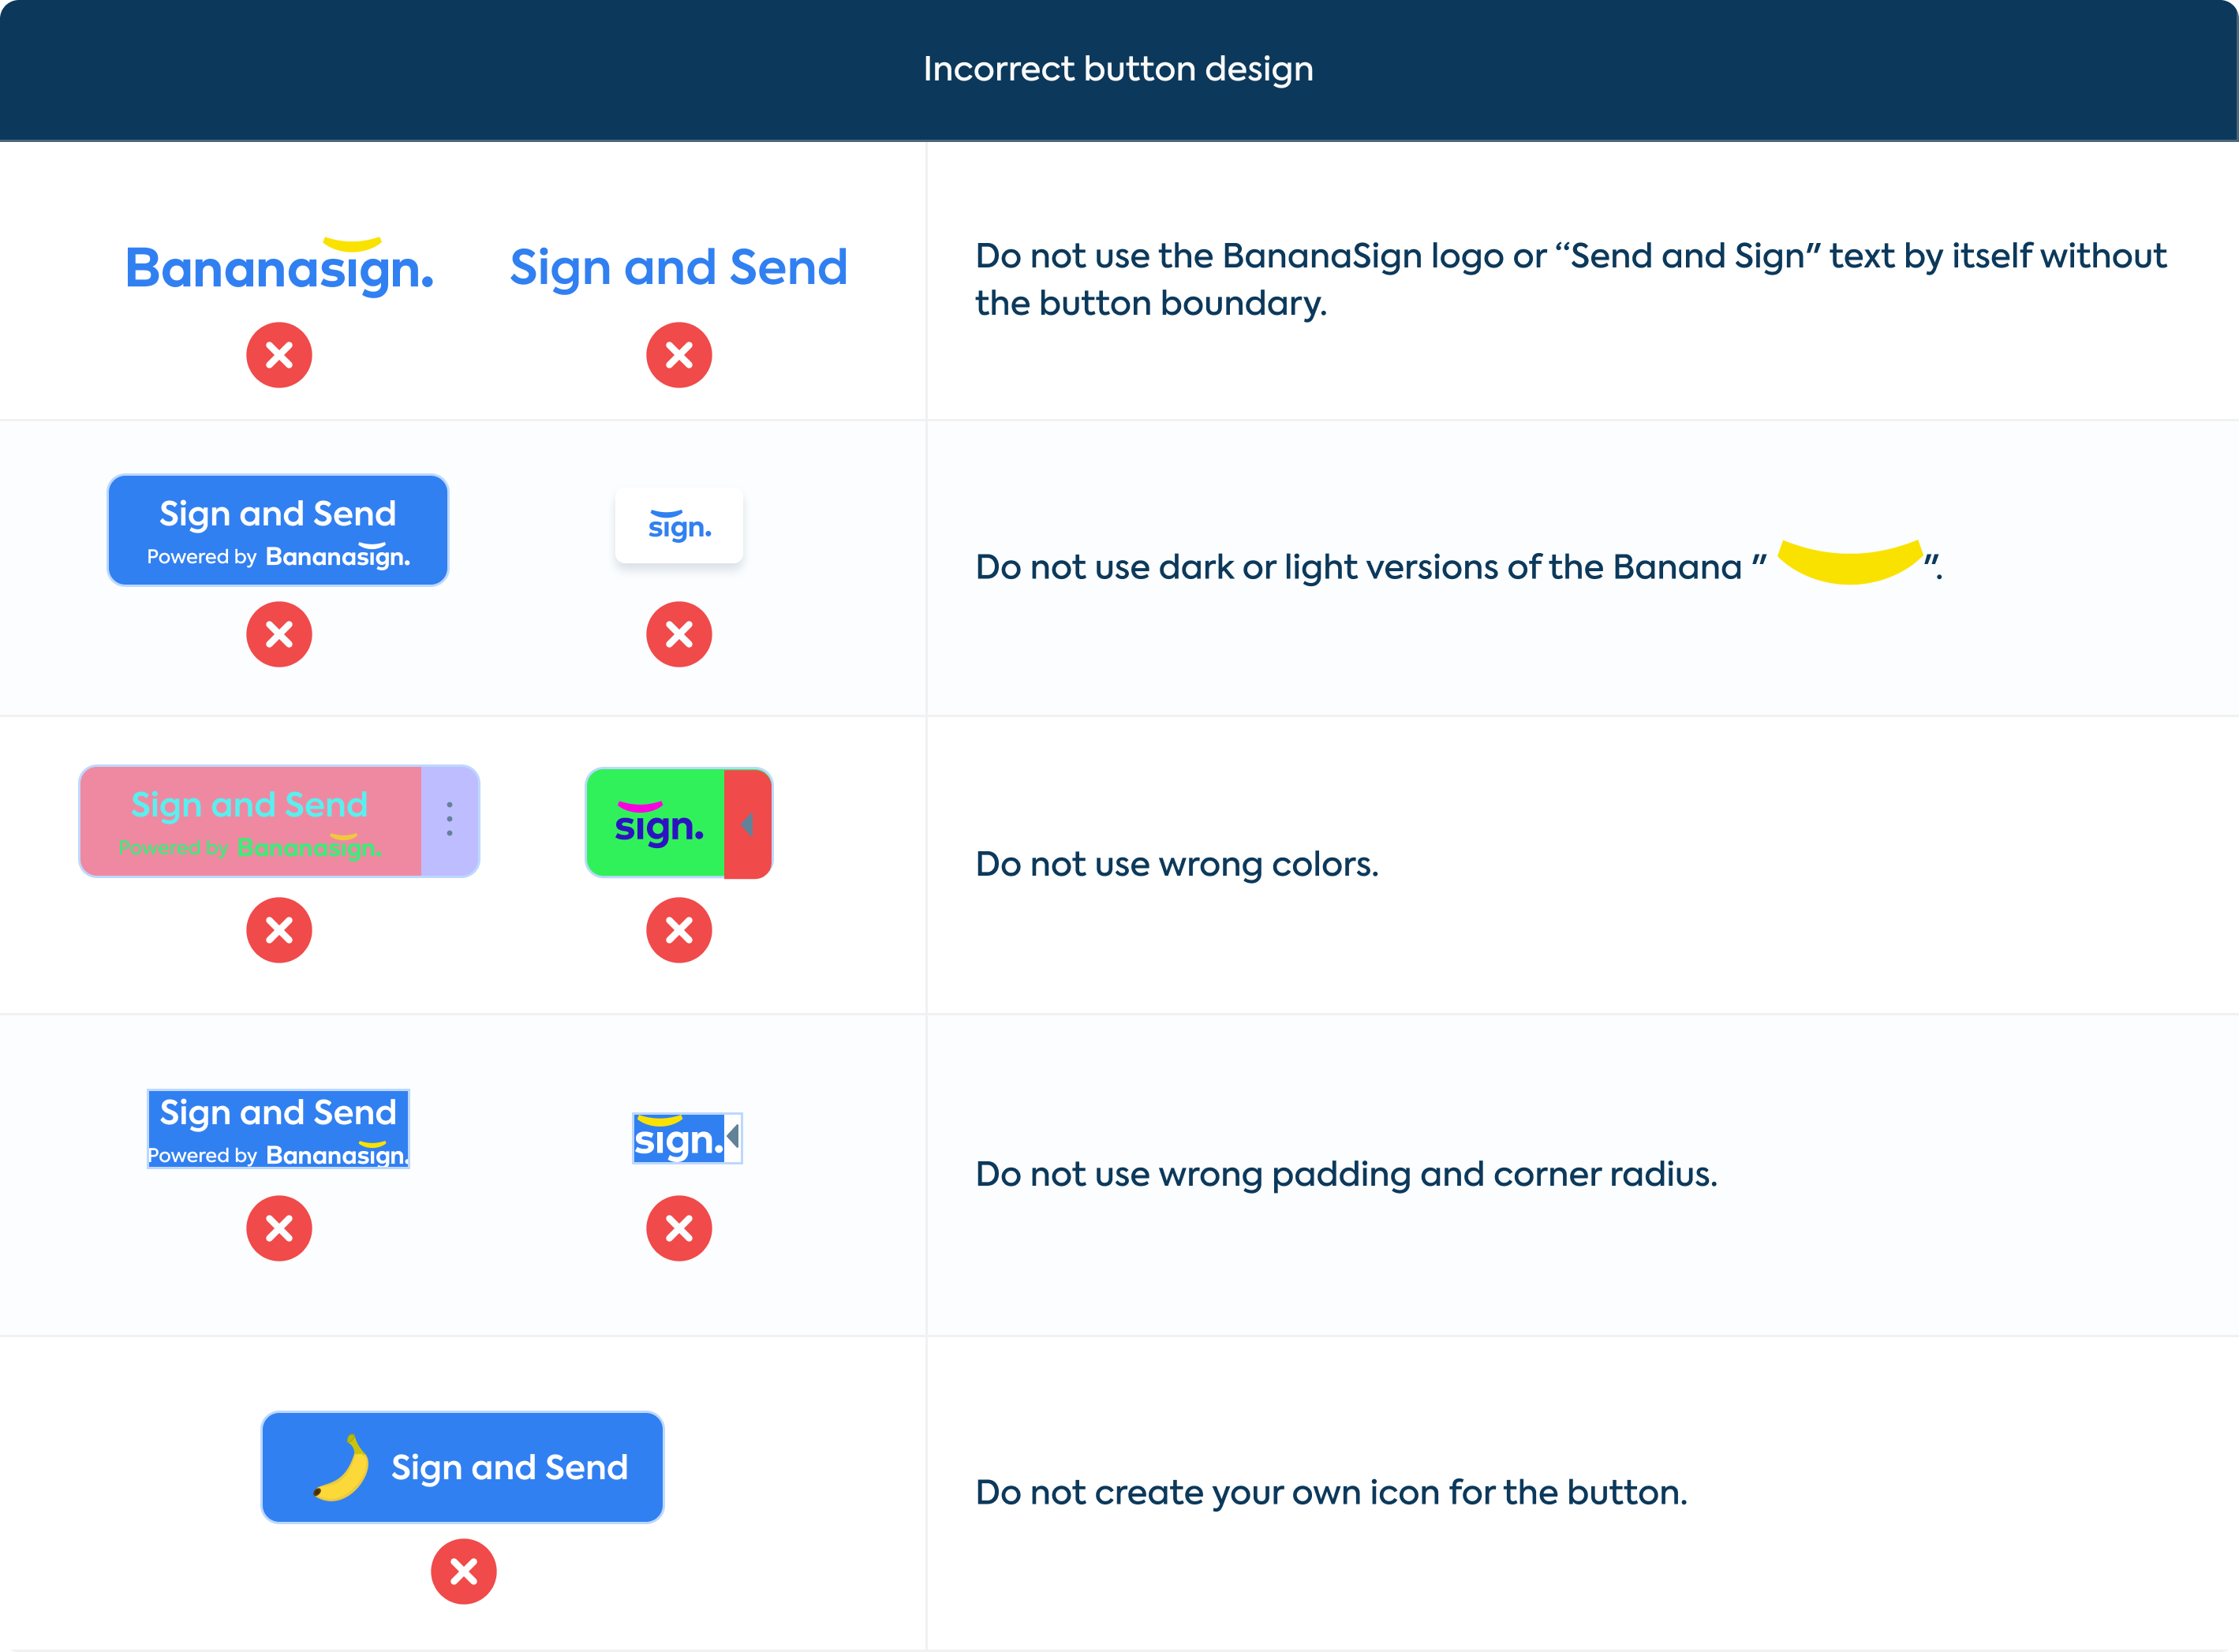 Incorrect button design
Bananasign.
Sign and Send
Do not use the BananaSign logo or “Send and Sign” text by itself without
the button boundary.
Sign and Send
Powered by Bananasign.
sign.
Do not use dark or light versions of the Banana " ".
Sign and Send
Powered by Bananasign.
sign.
Do not use wrong colors.
Sign and Send
Powered by Bananasign.
sign.
Do not use wrong padding and corner radius.
Sign and Send
Do not create your own icon for the button.